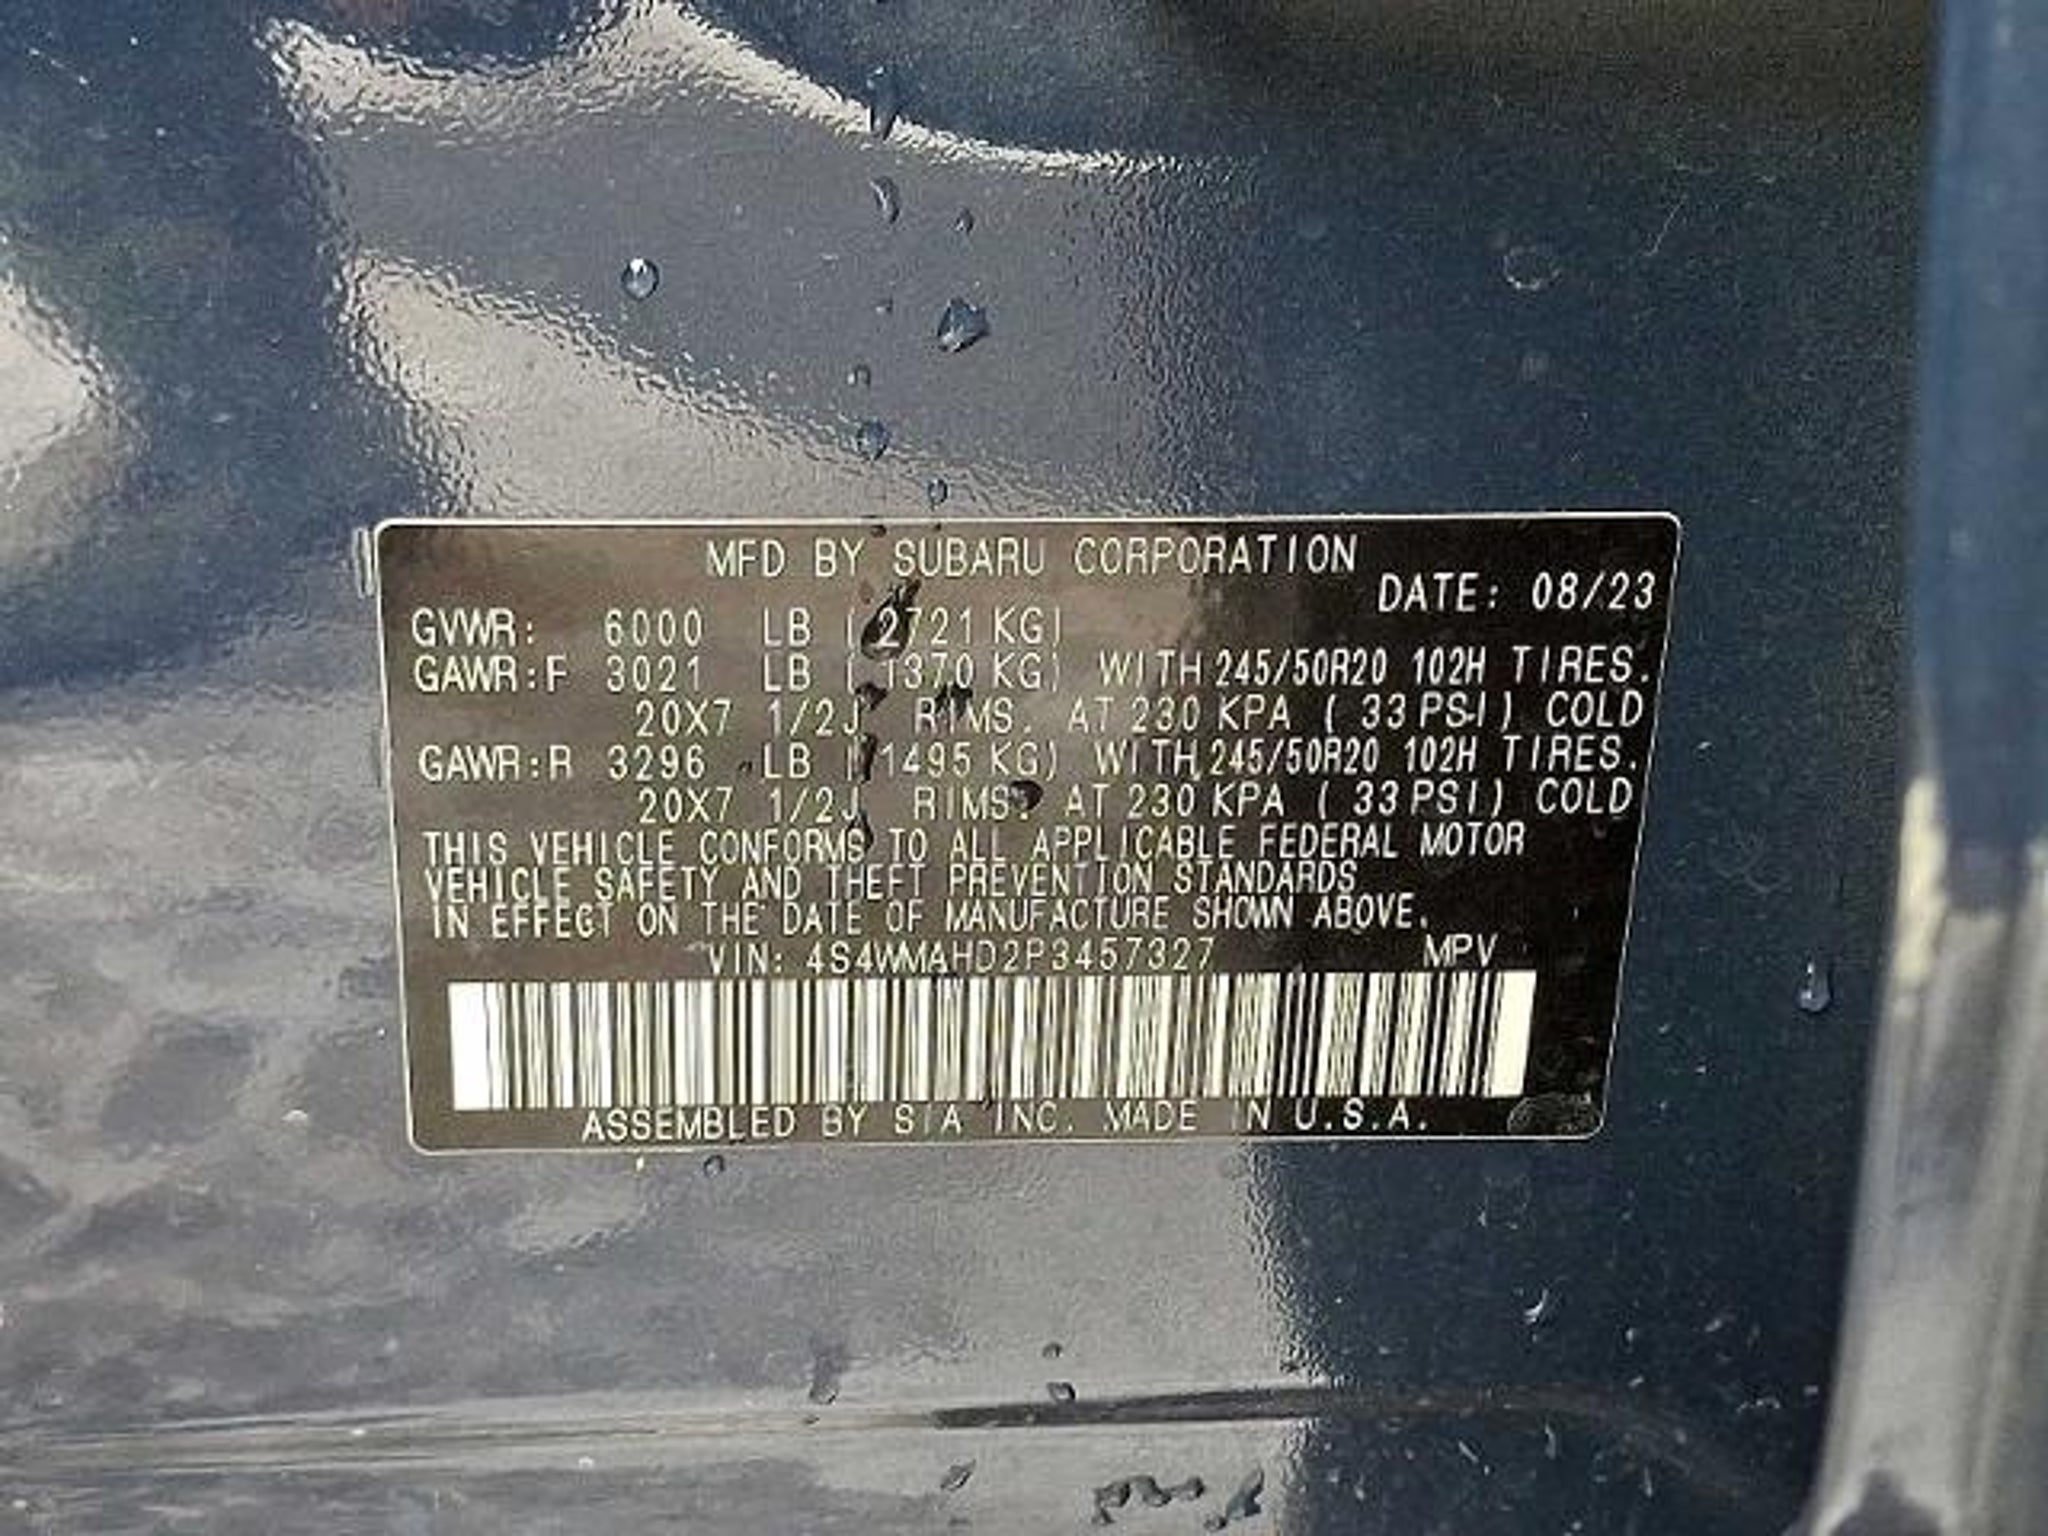 MFD BY SUBARU CORPORATION
DATE: 08/23
GVWR: 6000 LB (2721 KG)
GAWR:F 3021 LB (1370 KG) WITH 245/50R20 102H TIRES.
20X7 1/2J RIMS. AT 230 KPA (33 PSI) COLD
GAWR:R 3296 LB (1495 KG) WITH 245/50R20 102H TIRES.
20X7 1/2J RIMS. AT 230 KPA (33 PSI) COLD
THIS VEHICLE CONFORMS TO ALL APPLICABLE FEDERAL MOTOR
VEHICLE SAFETY AND THEFT PREVENTION STANDARDS
IN EFFECT ON THE DATE OF MANUFACTURE SHOWN ABOVE.
VIN: 4S4WMAHD2P3457327 MPV
ASSEMBLED BY SIA INC. MADE IN U.S.A.